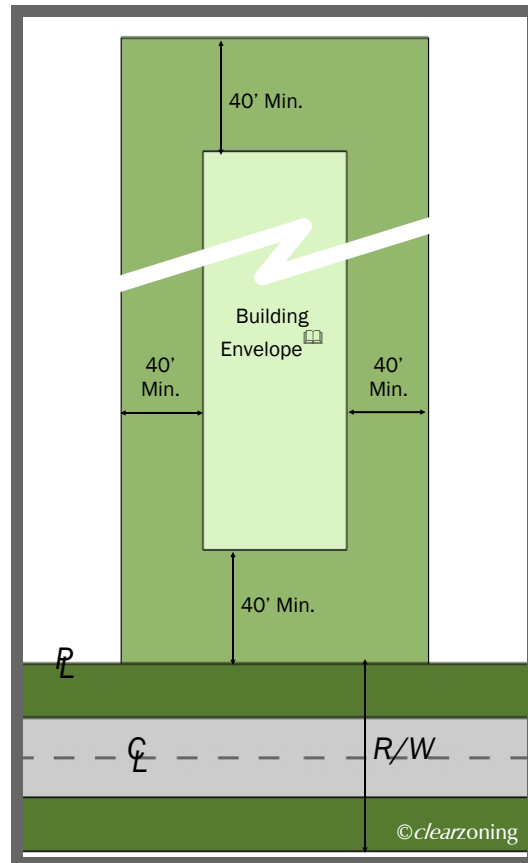 40’ Min.
Building
Envelope
40’
Min.
40’
Min.
40’ Min.
PL
CL
R/W
©clearzoning